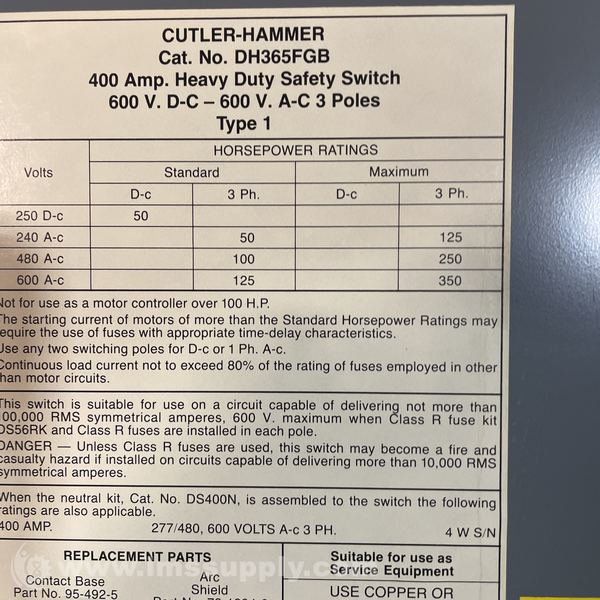 CUTLER-HAMMER
Cat. No. DH365FGB
400 Amp. Heavy Duty Safety Switch
600 V. D-C – 600 V. A-C 3 Poles
Type 1
HORSEPOWER RATINGS
Volts Standard Maximum
D-c 3 Ph. D-c 3 Ph.
250 D-c 50
240 A-c 50 125
480 A-c 100 250
600 A-c 125 350
Not for use as a motor controller over 100 H.P.
The starting current of motors of more than the Standard Horsepower Ratings may
require the use of fuses with appropriate time-delay characteristics.
Use any two switching poles for D-c or 1 Ph. A-c.
Continuous load current not to exceed 80% of the rating of fuses employed in other
than motor circuits.
This switch is suitable for use on a circuit capable of delivering not more than
100,000 RMS symmetrical amperes, 600 V. maximum when Class R fuse kit
DS56RK and Class R fuses are installed in each pole.
DANGER — Unless Class R fuses are used, this switch may become a fire and
casualty hazard if installed on circuits capable of delivering more than 10,000 RMS
symmetrical amperes.
When the neutral kit, Cat. No. DS400N, is assembled to the switch the following
ratings are also applicable.
400 AMP. 277/480, 600 VOLTS A-c 3 PH. 4 W S/N
REPLACEMENT PARTS
Suitable for use as
Service Equipment
www.imssupply.com
Contact Base
Part No. 95-492-5
Arc
Shield
USE COPPER OR